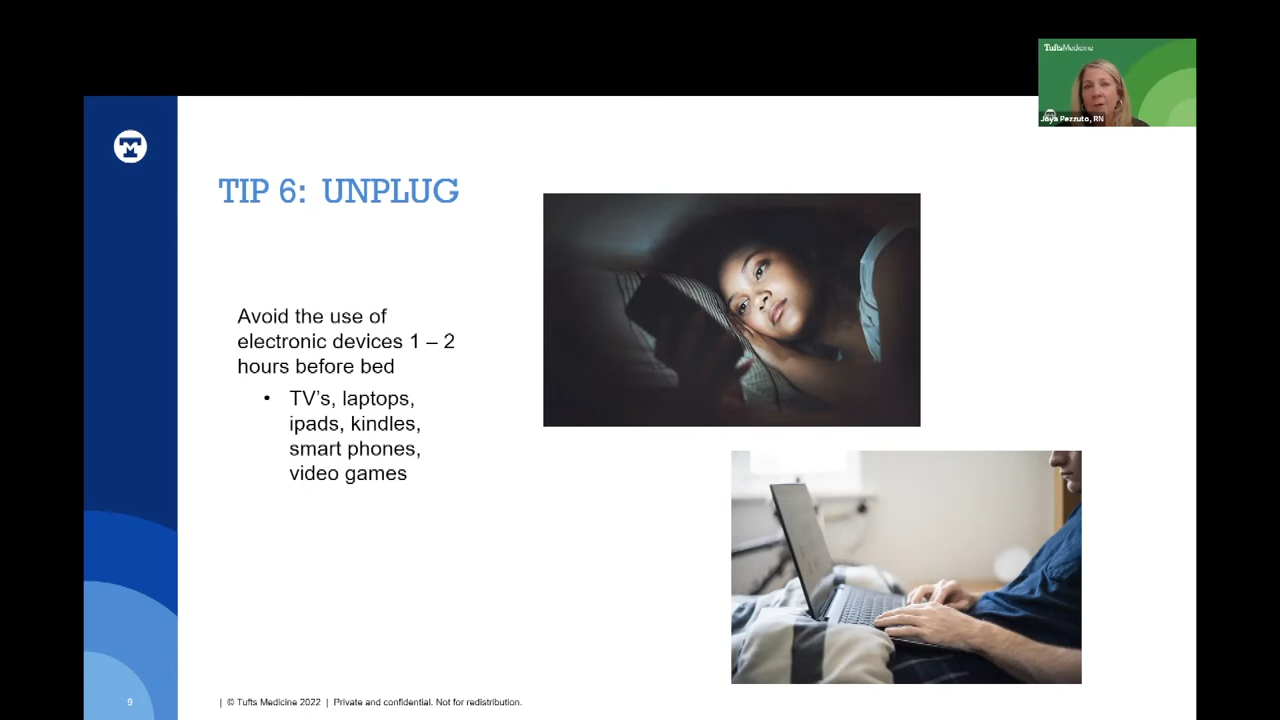 TuftsMedicine
Joya Pezzuto, RN
TIP 6: UNPLUG
Avoid the use of
electronic devices 1 – 2
hours before bed
• TV's, laptops,
ipads, kindles,
smart phones,
video games
9
| © Tufts Medicine 2022 | Private and confidential. Not for redistribution.